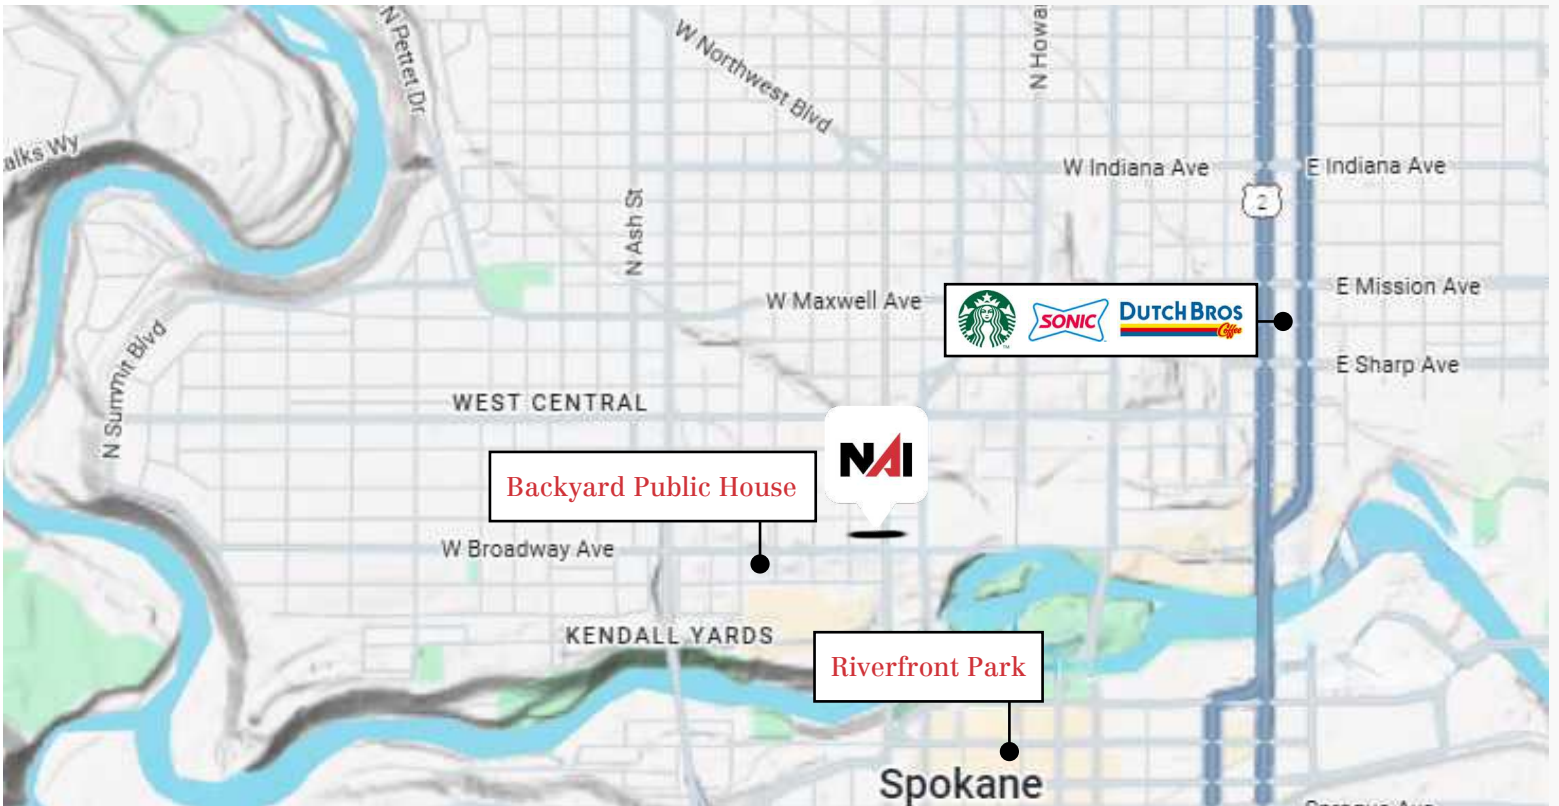 N Pettet Dr
W Northwest Blvd
N Howa
alks Wy
W Indiana Ave
E Indiana Ave
2
N Ash St
E Mission Ave
W Maxwell Ave
SONIC
DUTCH BROS
Coffee
TM
E Sharp Ave
N Summit Blvd
WEST CENTRAL
NAI
Backyard Public House
W Broadway Ave
KENDALL YARDS
Riverfront Park
Spokane